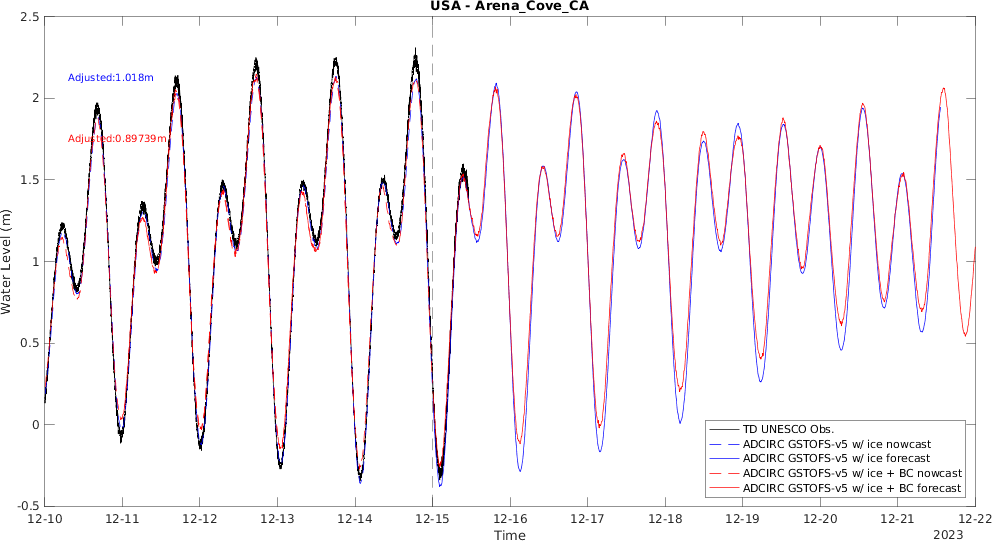 USA - Arena_Cove_CA
2.5
2
1.5
1
0.5
0
-0.5
Water Level (m)
Adjusted:1.018m
Adjusted:0.89739m
TD UNESCO Obs.
ADCIRC GSTOFS-v5 w/ ice nowcast
ADCIRC GSTOFS-v5 w/ ice forecast
ADCIRC GSTOFS-v5 w/ ice + BC nowcast
ADCIRC GSTOFS-v5 w/ ice + BC forecast
12-10 12-11 12-12 12-13 12-14 12-15 12-16 12-17 12-18 12-19 12-20 12-21 12-22
Time
2023